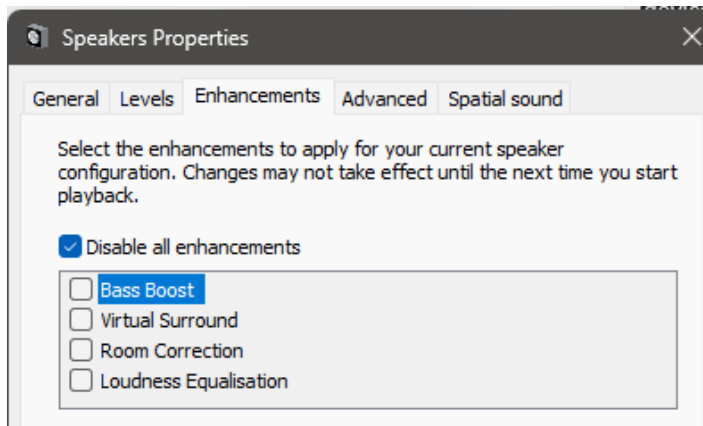 Speakers Properties
General Levels Enhancements Advanced Spatial sound
Select the enhancements to apply for your current speaker
configuration. Changes may not take effect until the next time you start
playback.
Disable all enhancements
Bass Boost
Virtual Surround
Room Correction
Loudness Equalisation